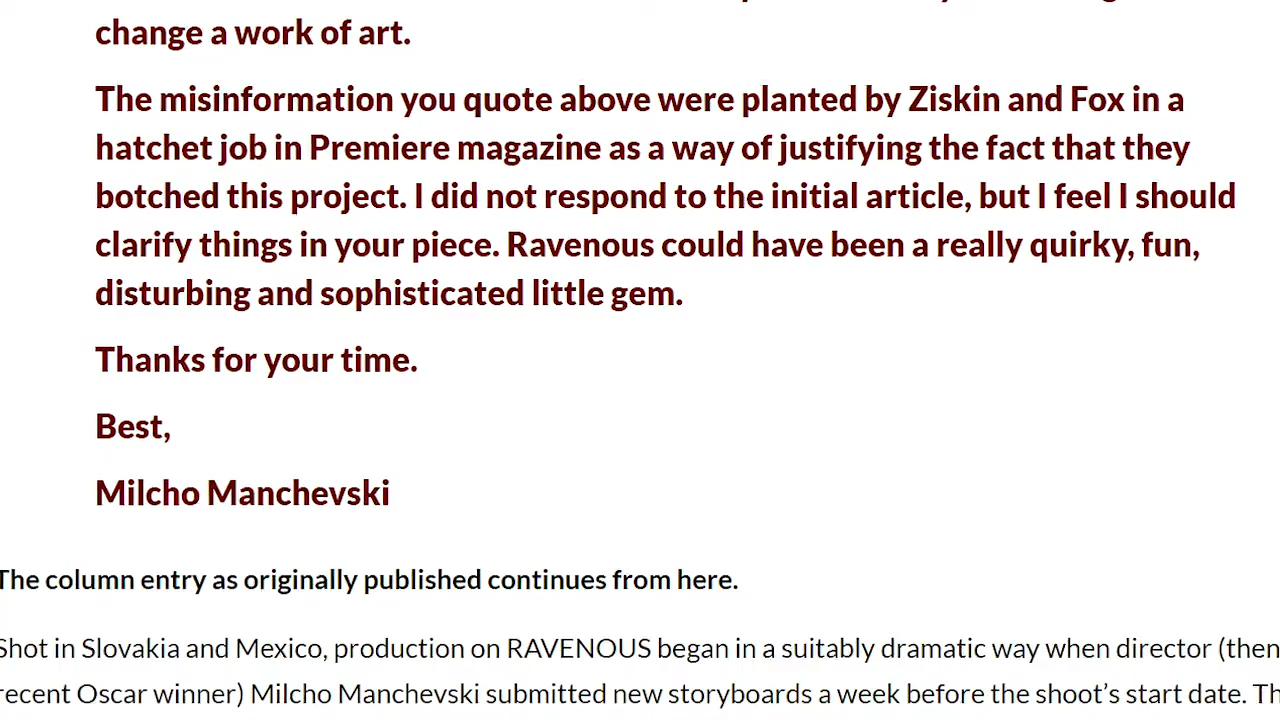 change a work of art.
The misinformation you quote above were planted by Ziskin and Fox in a
hatchet job in Premiere magazine as a way of justifying the fact that they
botched this project. I did not respond to the initial article, but I feel I should
clarify things in your piece. Ravenous could have been a really quirky, fun,
disturbing and sophisticated little gem.
Thanks for your time.
Best,
Milcho Manchevski
The column entry as originally published continues from here.
Shot in Slovakia and Mexico, production on RAVENOUS began in a suitably dramatic way when director (then
recent Oscar winner) Milcho Manchevski submitted new storyboards a week before the shoot’s start date.